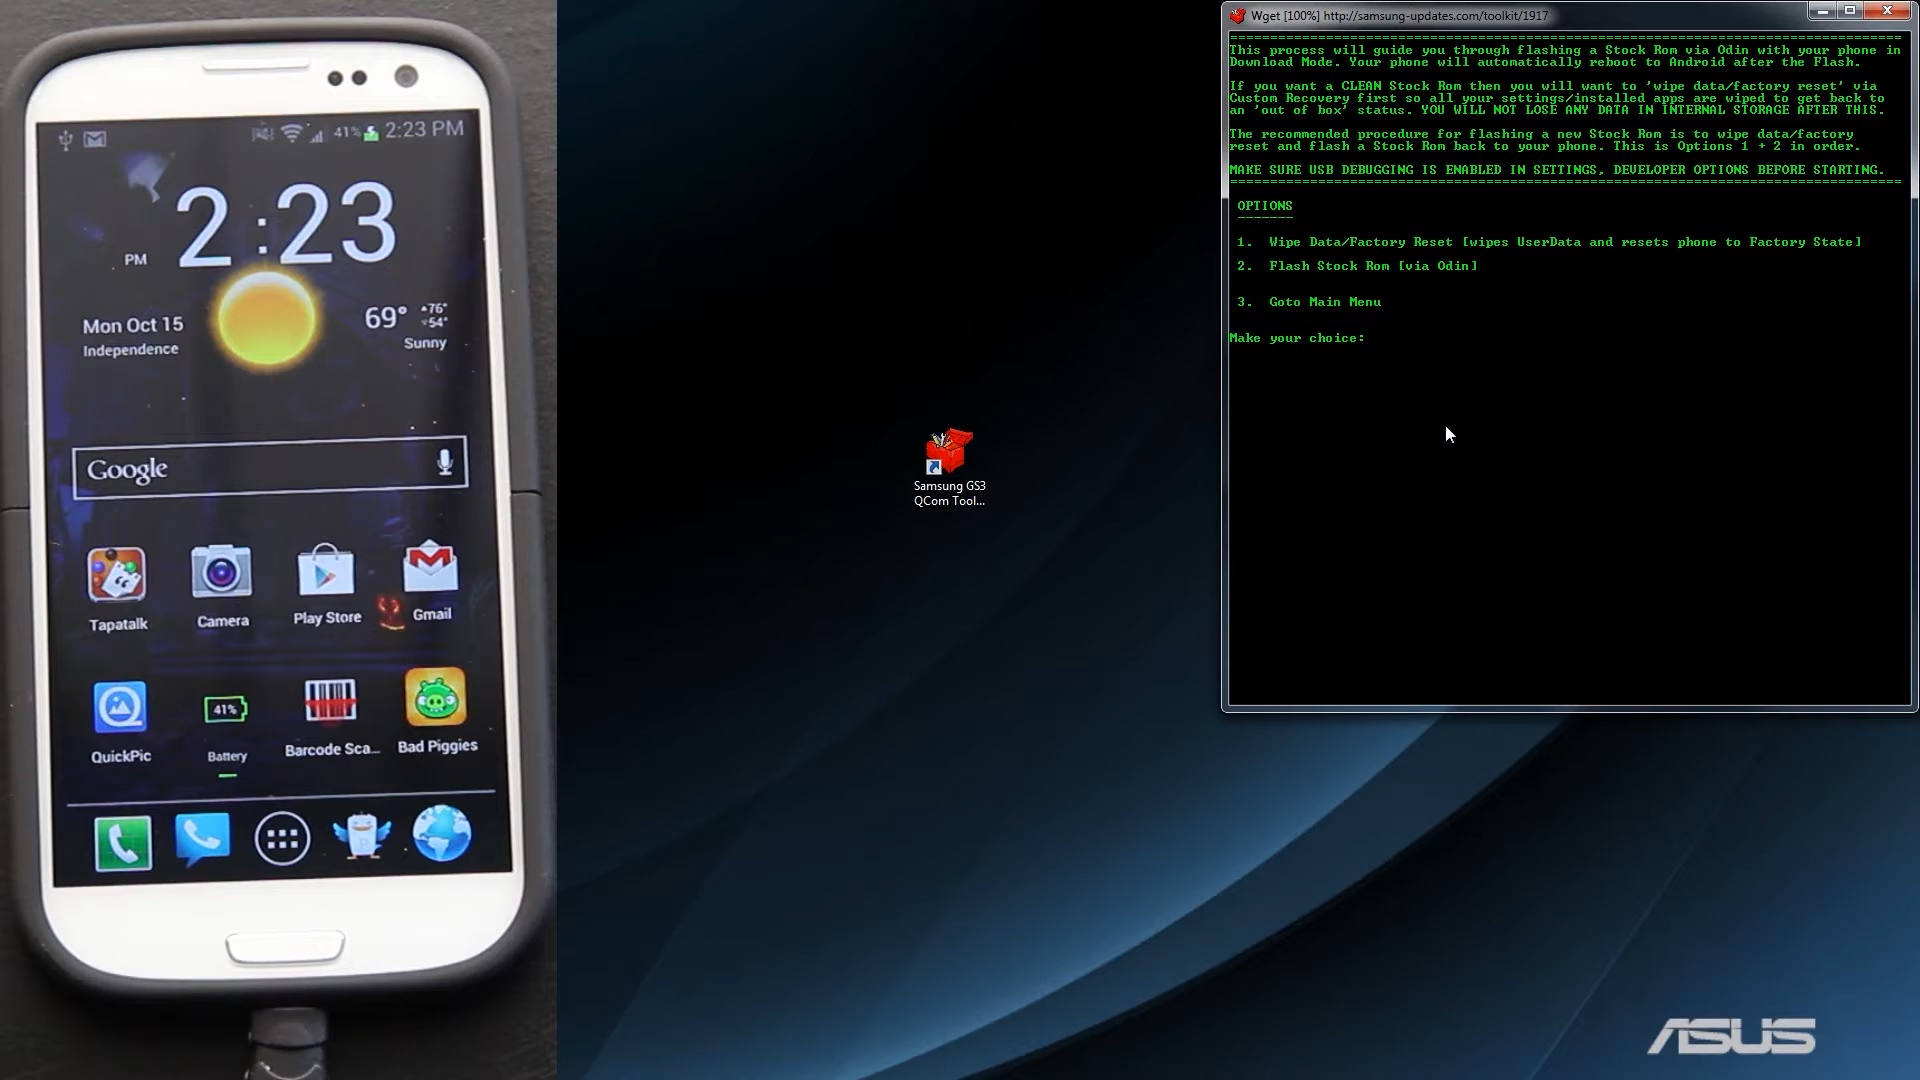 41% 2:23 PM
2:23
PM
Mon Oct 15
Independence
69° 76°
54°
Sunny
Google
Tapatalk
Camera
Play Store
Gmail
QuickPic
41%
Battery
Barcode Sca...
Bad Piggies
Samsung GS3
QCom Tool...
Wget [100%] http://samsung-updates.com/toolkit/1917
This process will guide you through flashing a Stock Rom via Odin with your phone in
Download Mode. Your phone will automatically reboot to Android after the Flash.
If you want a CLEAN Stock Rom then you will want to 'wipe data/factory reset' via
Custom Recovery first so all your settings/installed apps are wiped to get back to
an 'out of box' status. YOU WILL NOT LOSE ANY DATA IN INTERNAL STORAGE AFTER THIS.
The recommended procedure for flashing a new Stock Rom is to wipe data/factory
reset and flash a Stock Rom back to your phone. This is Options 1 + 2 in order.
MAKE SURE USB DEBUGGING IS ENABLED IN SETTINGS, DEVELOPER OPTIONS BEFORE STARTING.
OPTIONS
1. Wipe Data/Factory Reset [wipes UserData and resets phone to Factory State]
2. Flash Stock Rom [via Odin]
3. Goto Main Menu
Make your choice:
ASUS